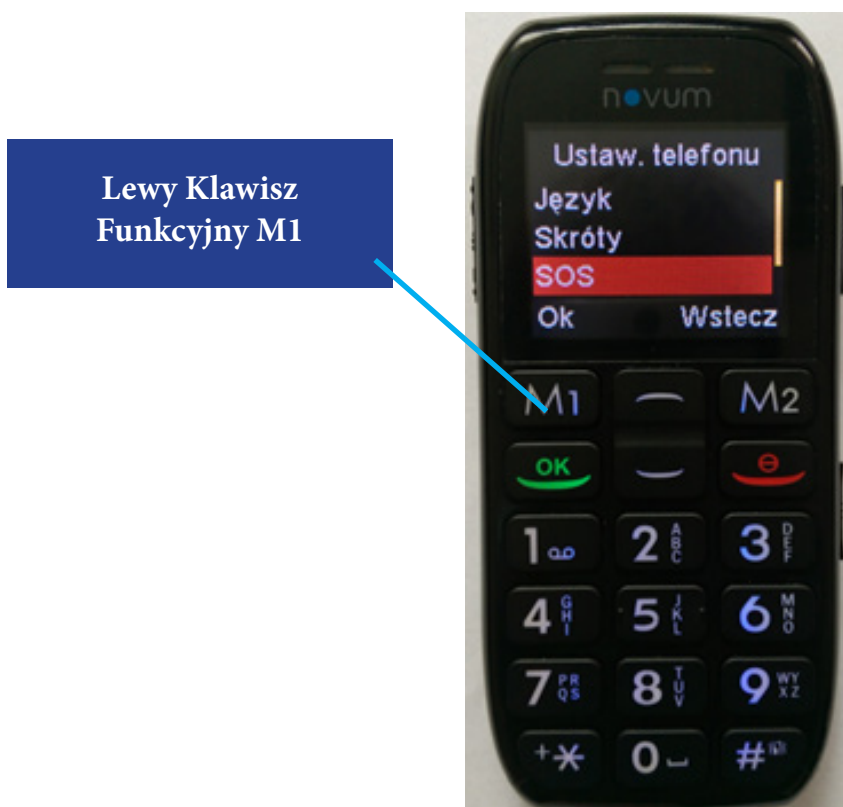 novum
Lewy Klawisz
Funkcyjny M1
Ustaw. telefonu
Język
Skróty
SOS
Ok Wstecz
M1 M2
OK
1 2 ABC 3 DEF
4 GHI 5 JKL 6 MNO
7 PQRS 8 TUV 9 WXYZ
+* 0 #